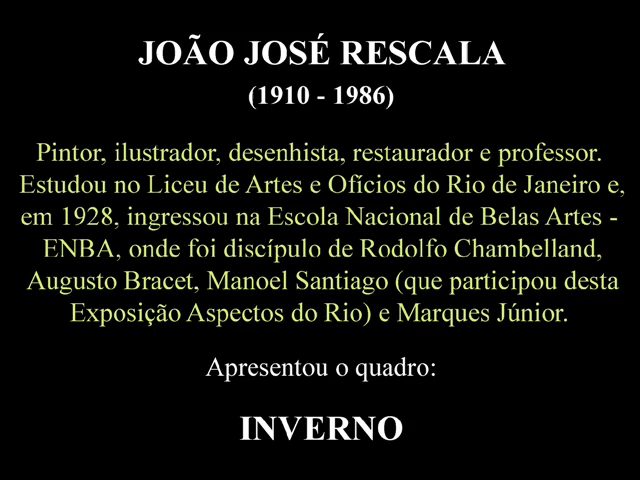 JOÃO JOSÉ RESCALA
(1910 - 1986)
Pintor, ilustrador, desenhista, restaurador e professor.
Estudou no Liceu de Artes e Ofícios do Rio de Janeiro e,
em 1928, ingressou na Escola Nacional de Belas Artes -
ENBA, onde foi discípulo de Rodolfo Chambelland,
Augusto Bracet, Manoel Santiago (que participou desta
Exposição Aspectos do Rio) e Marques Júnior.
Apresentou o quadro:
INVERNO